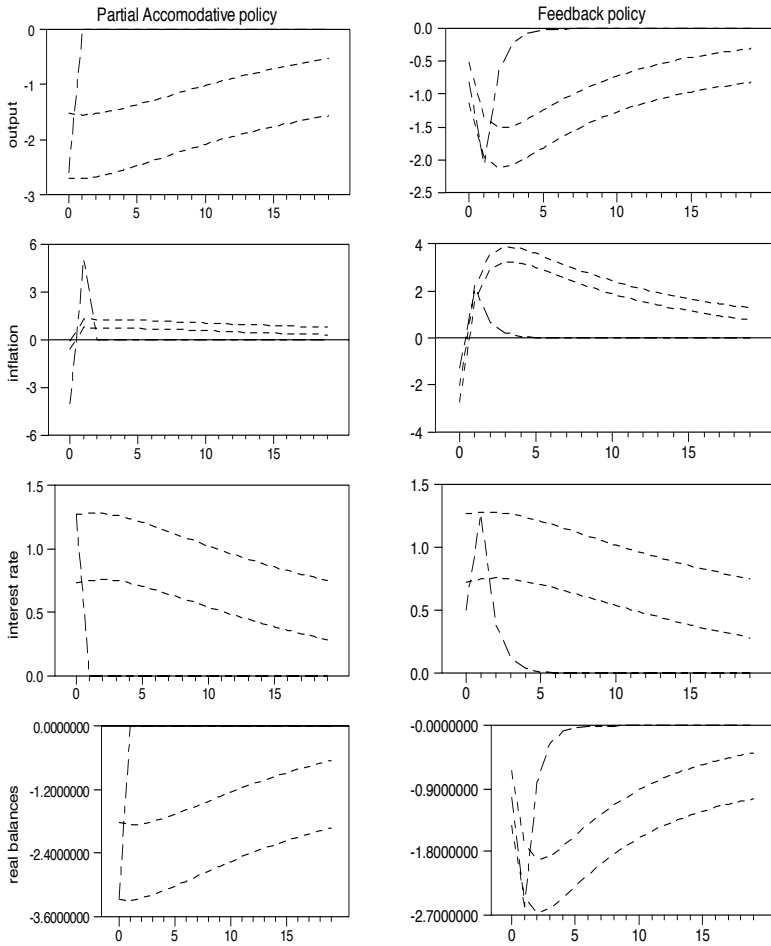 Partial Accomodative policy
Feedback policy
output
0
-1
-2
-3
0 5 10 15
0.0
-0.5
-1.0
-1.5
-2.0
-2.5
0 5 10 15
inflation
6
3
0
-3
-6
0 5 10 15
4
2
0
-2
-4
0 5 10 15
interest rate
1.5
1.0
0.5
0.0
0 5 10 15
1.5
1.0
0.5
0.0
0 5 10 15
real balances
0.0000000
-1.2000000
-2.4000000
-3.6000000
0 5 10 15
-0.0000000
-0.9000000
-1.8000000
-2.7000000
0 5 10 15